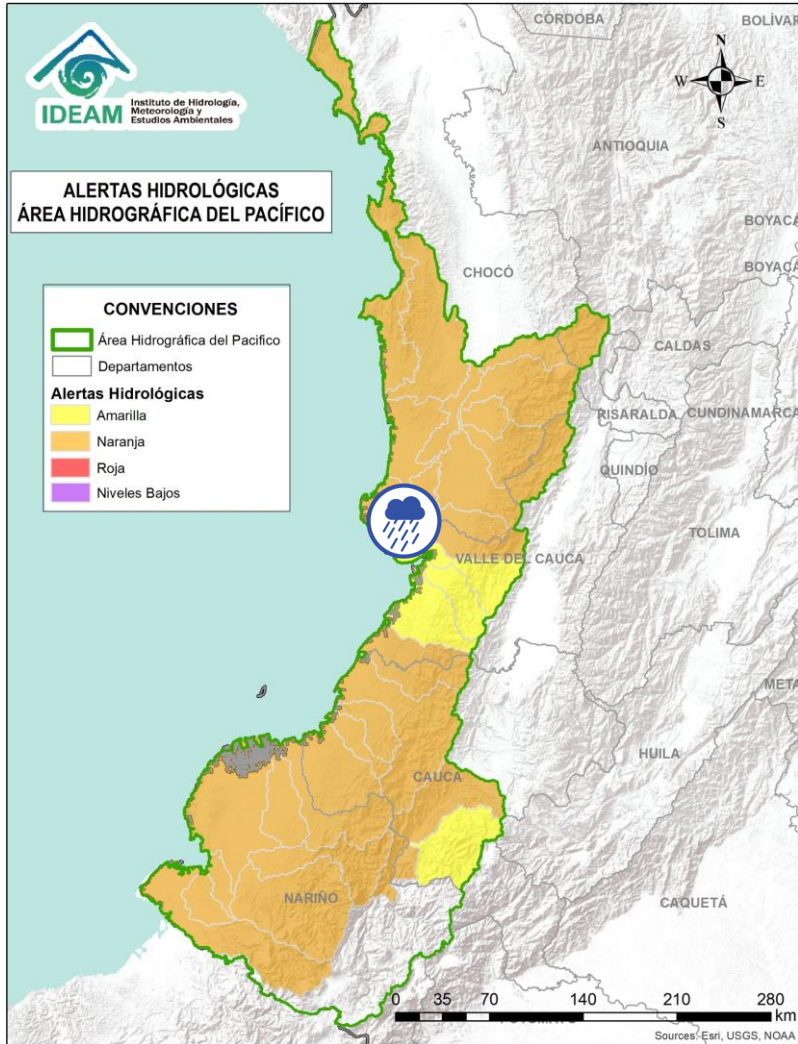 CÓRDOBA
BOLÍVAR
IDEAM
Instituto de Hidrología,
Meteorología y
Estudios Ambientales
N
W
E
S
ANTIOQUIA
ALERTAS HIDROLÓGICAS
ÁREA HIDROGRÁFICA DEL PACÍFICO
BOYACÁ
CHOCÓ
BOYACÁ
CONVENCIONES
Área Hidrográfica del Pacifico
Departamentos
Alertas Hidrológicas
Amarilla
Naranja
Roja
Niveles Bajos
CALDAS
RISARALDA
CUNDINAMARCA
QUINDÍO
TOLIMA
VALLE DEL CAUCA
META
HUILA
CAUCA
NARIÑO
CAQUETÁ
0 35 70 140 210 280
km
Sources: Esri, USGS, NOAA